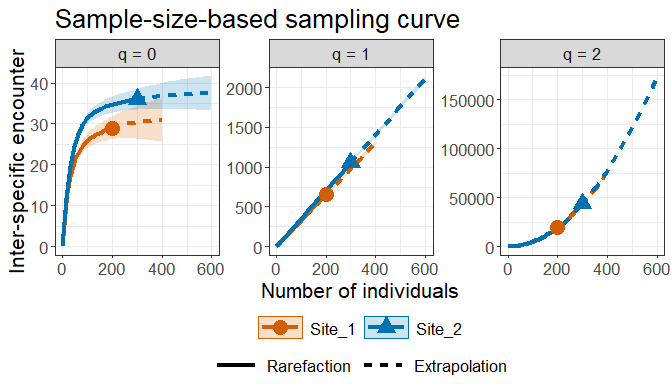 Sample-size-based sampling curve
q = 0 q = 1 q = 2
Inter-specific encounter
40
30
20
10
0
0 200 400 600
2000
1500
1000
500
0
0 200 400 600
150000
100000
50000
0
0 200 400 600
Number of individuals
Site_1 Site_2
Rarefaction Extrapolation